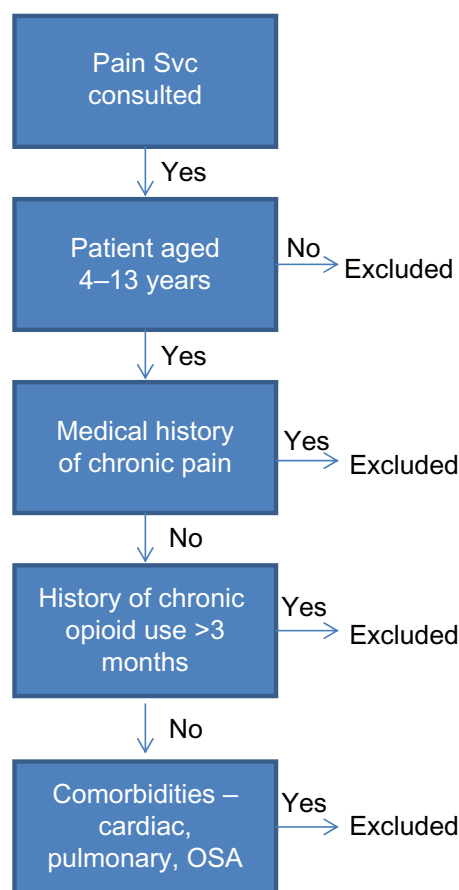 Pain Svc
consulted
Yes
Patient aged
4–13 years
No
Excluded
Yes
Medical history
of chronic pain
Yes
Excluded
No
History of chronic
opioid use >3
months
Yes
Excluded
No
Comorbidities –
cardiac,
pulmonary, OSA
Yes
Excluded